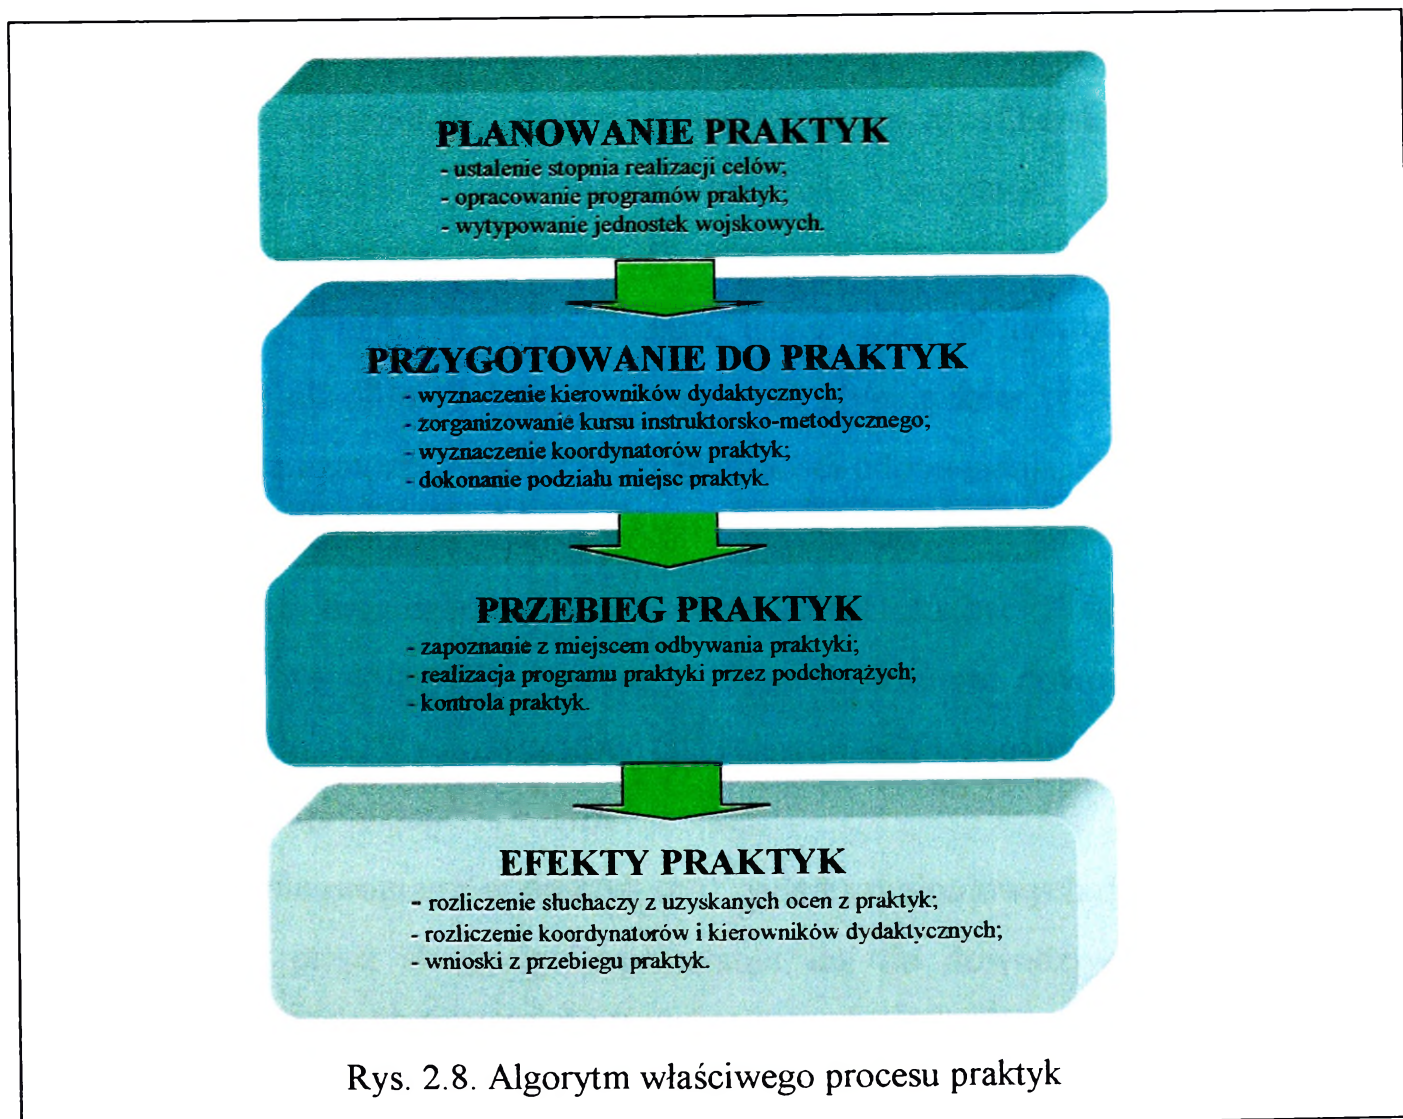 PLANOWANIE PRAKTYK
- ustalenie stopnia realizacji celów;
- opracowanie programów praktyk;
- wytypowanie jednostek wojskowych.
PRZYGOTOWANIE DO PRAKTYK
- wyznaczenie kierowników dydaktycznych;
- zorganizowanie kursu instruktorsko-metodycznego;
- wyznaczenie koordynatorów praktyk;
- dokonanie podziału miejsc praktyk.
PRZEBIEG PRAKTYK
- zapoznanie z miejscem odbywania praktyki;
- realizacja programu praktyki przez podchorążych;
- kontrola praktyk.
EFEKTY PRAKTYK
- rozliczenie słuchaczy z uzyskanych ocen z praktyk;
- rozliczenie koordynatorów i kierowników dydaktycznych;
- wnioski z przebiegu praktyk.
Rys. 2.8. Algorytm właściwego procesu praktyk